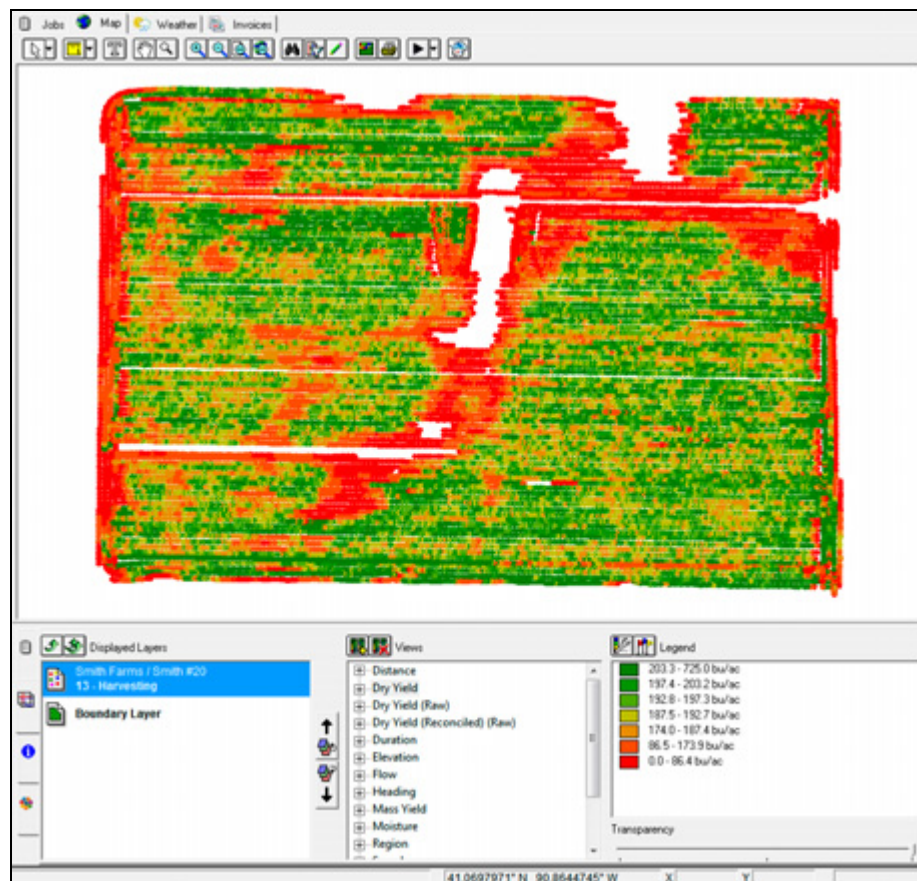 Jobs Map Weather Invoices
Displayed Layers
Smith Farms / Smith #20
13 - Harvesting
Boundary Layer
Views
Distance
Dry Yield
Dry Yield (Raw)
Dry Yield (Reconciled) (Raw)
Duration
Elevation
Flow
Heading
Mass Yield
Moisture
Region
Legend
203.3 - 725.0 bu/ac
197.4 - 203.2 bu/ac
192.8 - 197.3 bu/ac
187.5 - 192.7 bu/ac
174.0 - 187.4 bu/ac
86.5 - 173.9 bu/ac
0.0 - 86.4 bu/ac
Transparency
41.0697971° N 90.8644745° W X: Y: